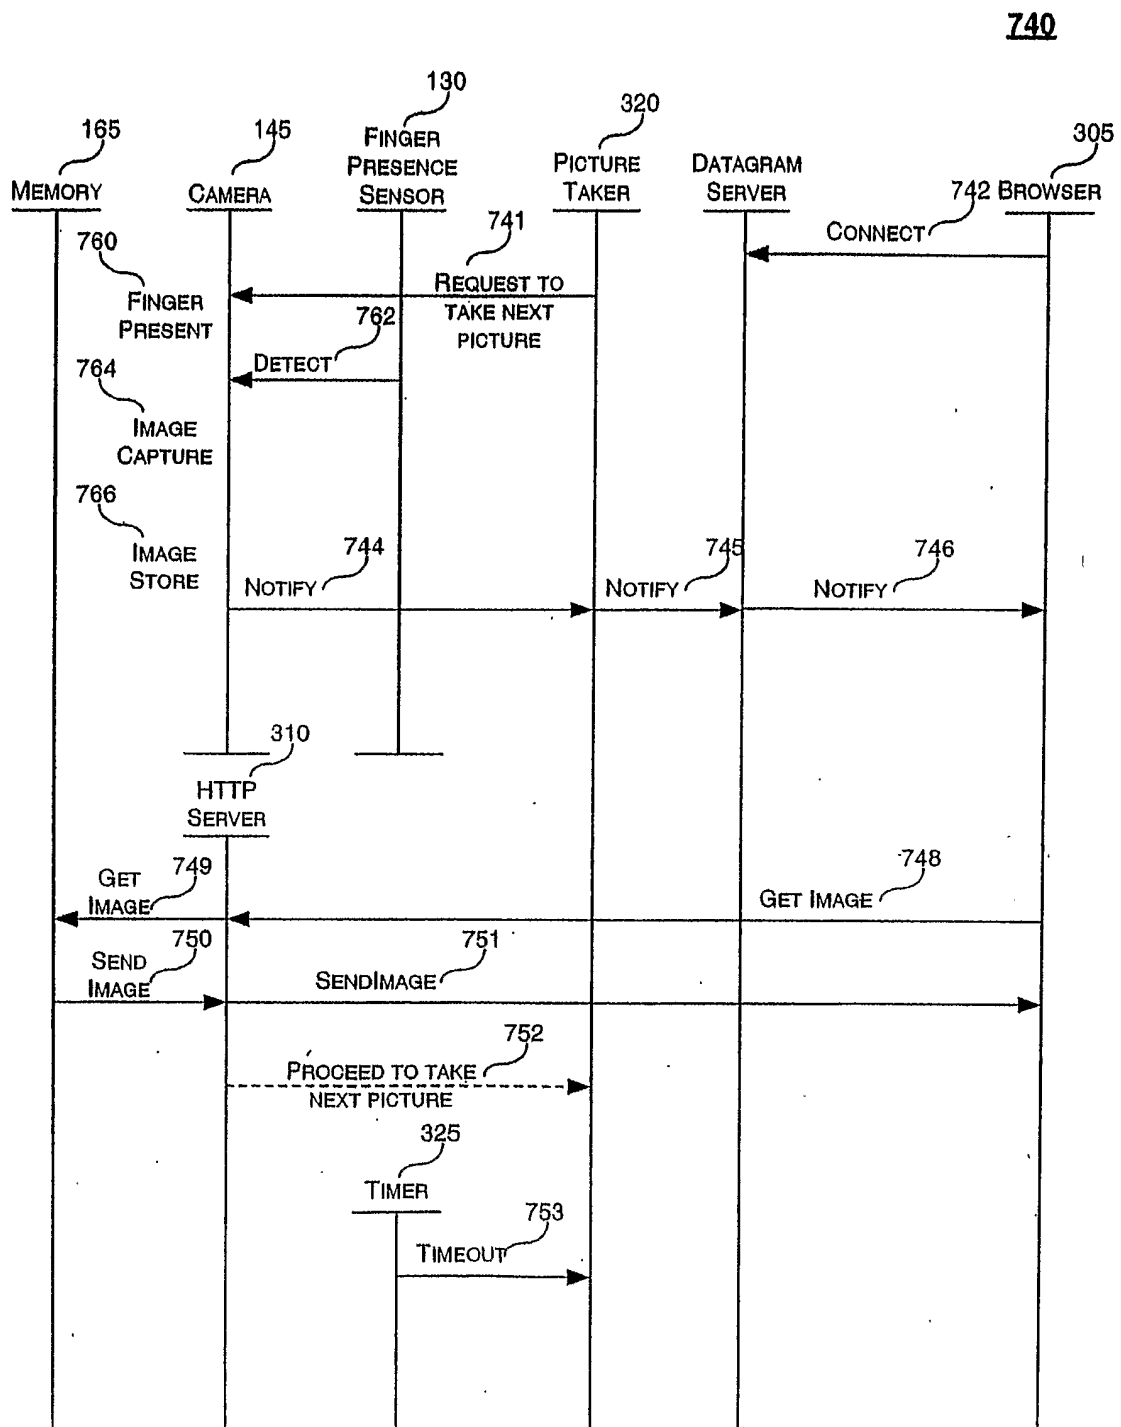 740
130
165
145
320
305
FINGER
PRESENCE
SENSOR
PICTURE
TAKER
DATAGRAM
SERVER
MEMORY
CAMERA
742 BROWSER
741
CONNECT
760
REQUEST TO
TAKE NEXT
PICTURE
FINGER
PRESENT
762
DETECT
764
IMAGE
CAPTURE
766
IMAGE
STORE
744
745
746
NOTIFY
NOTIFY
NOTIFY
310
HTTP
SERVER
749
748
GET
IMAGE
GET IMAGE
750
751
SEND
IMAGE
SENDIMAGE
752
PROCEED TO TAKE
NEXT PICTURE
325
TIMER
753
TIMEOUT